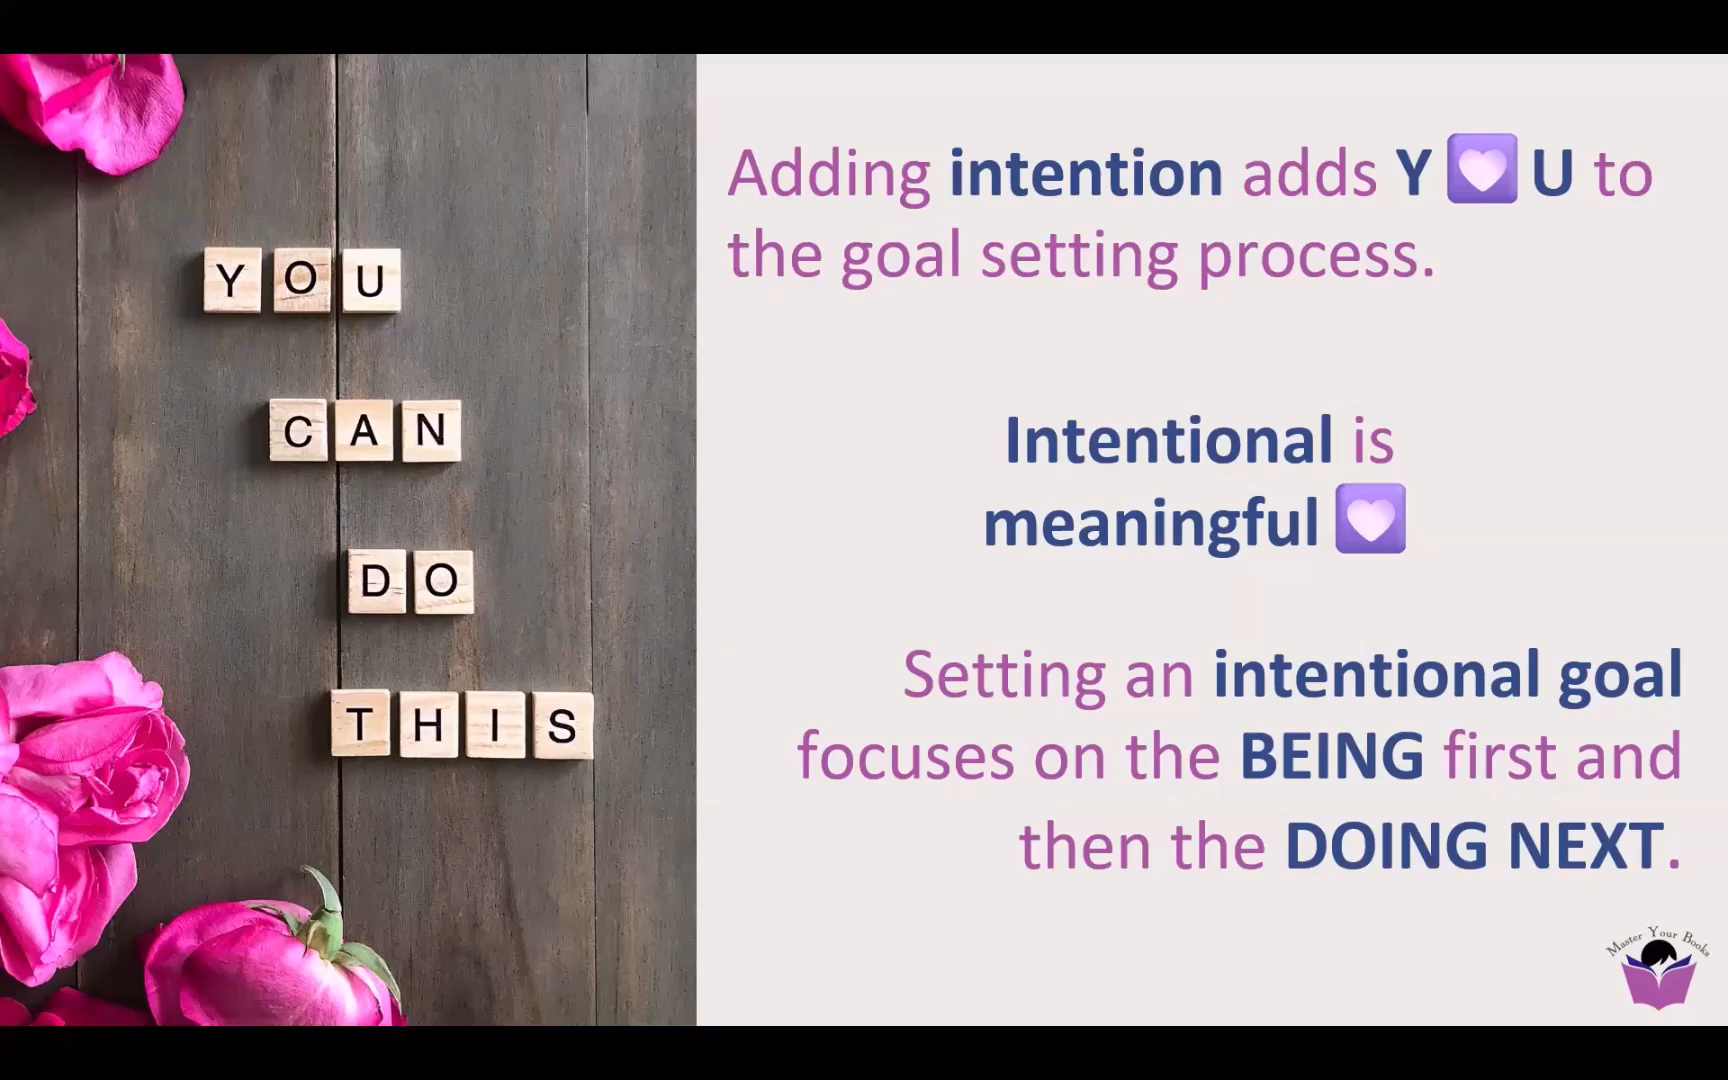 YOU
CAN
DO
THIS
Adding intention adds Y 💟 U to
the goal setting process.
Intentional is
meaningful 💟
Setting an intentional goal
focuses on the BEING first and
then the DOING NEXT.
Master Your Books